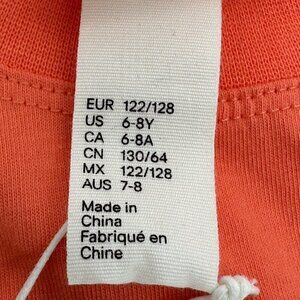 EUR 122/128
US 6-8Y
CA 6-8A
CN 130/64
MX 122/128
AUS 7-8
Made in
China
Fabriqué en
Chine